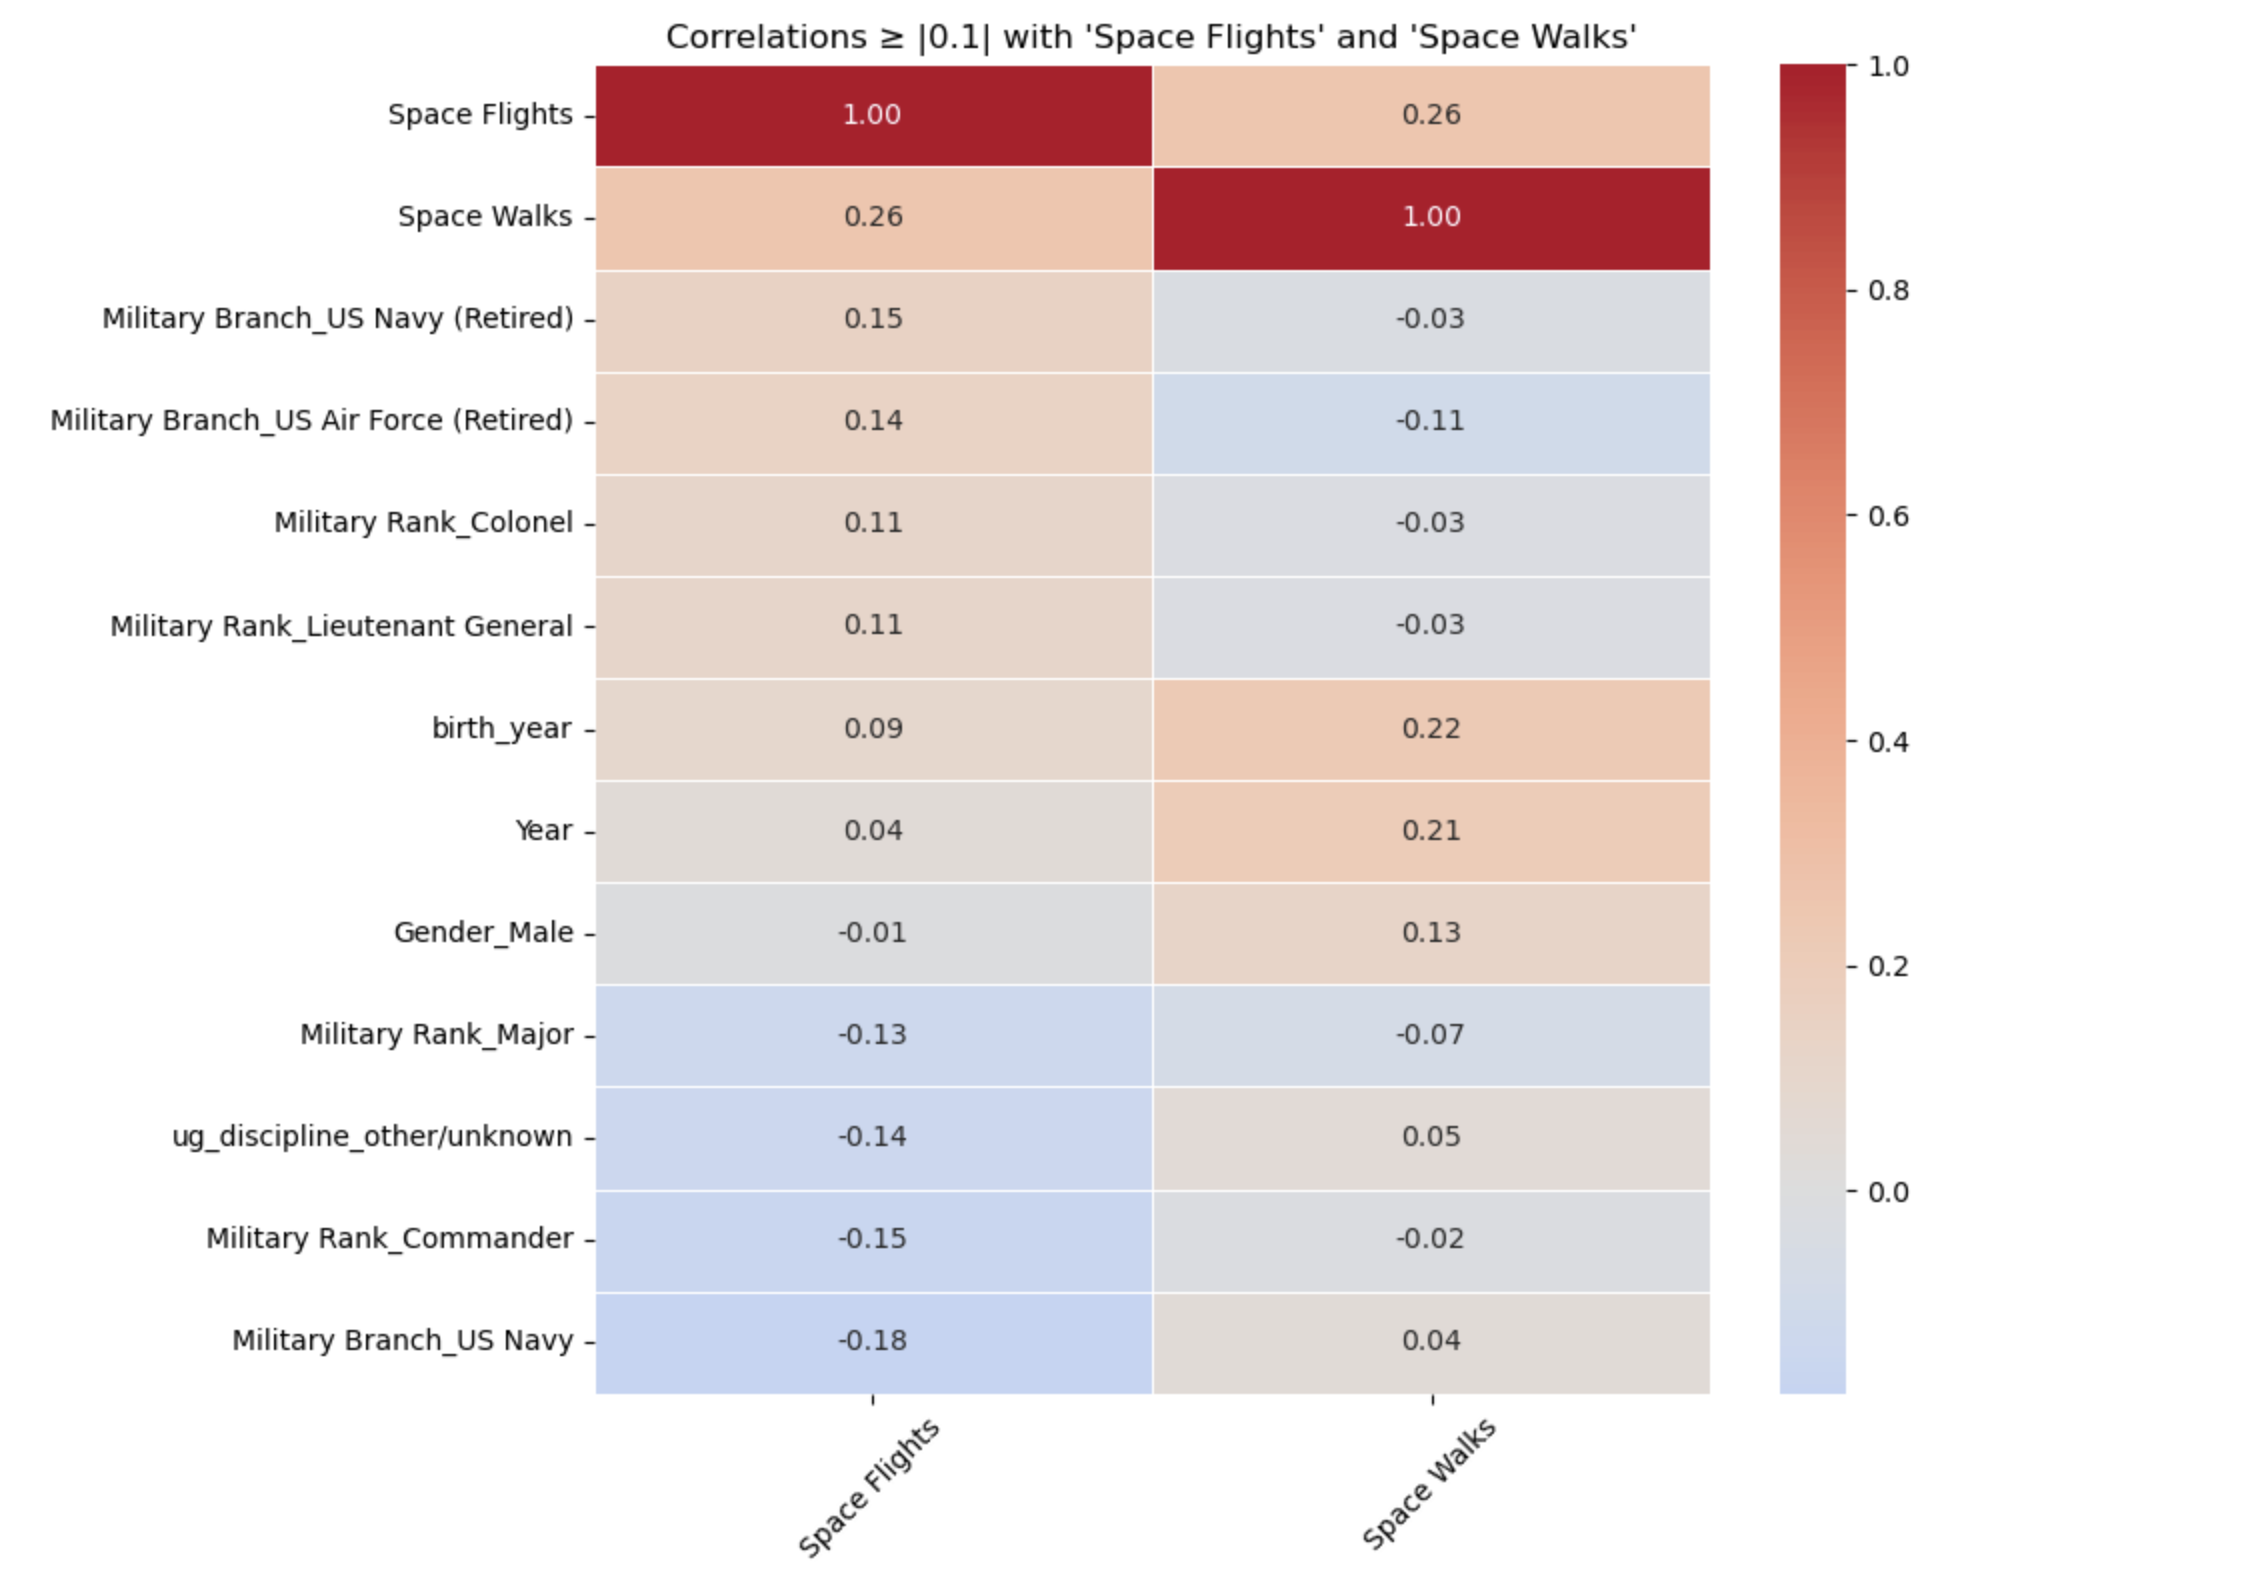 Correlations ≥ |0.1| with 'Space Flights' and 'Space Walks'
Space Flights 1.00 0.26
Space Walks 0.26 1.00
Military Branch_US Navy (Retired) 0.15 -0.03
Military Branch_US Air Force (Retired) 0.14 -0.11
Military Rank_Colonel 0.11 -0.03
Military Rank_Lieutenant General 0.11 -0.03
birth_year 0.09 0.22
Year 0.04 0.21
Gender_Male -0.01 0.13
Military Rank_Major -0.13 -0.07
ug_discipline_other/unknown -0.14 0.05
Military Rank_Commander -0.15 -0.02
Military Branch_US Navy -0.18 0.04
Space Flights Space Walks
1.0
0.8
0.6
0.4
0.2
0.0